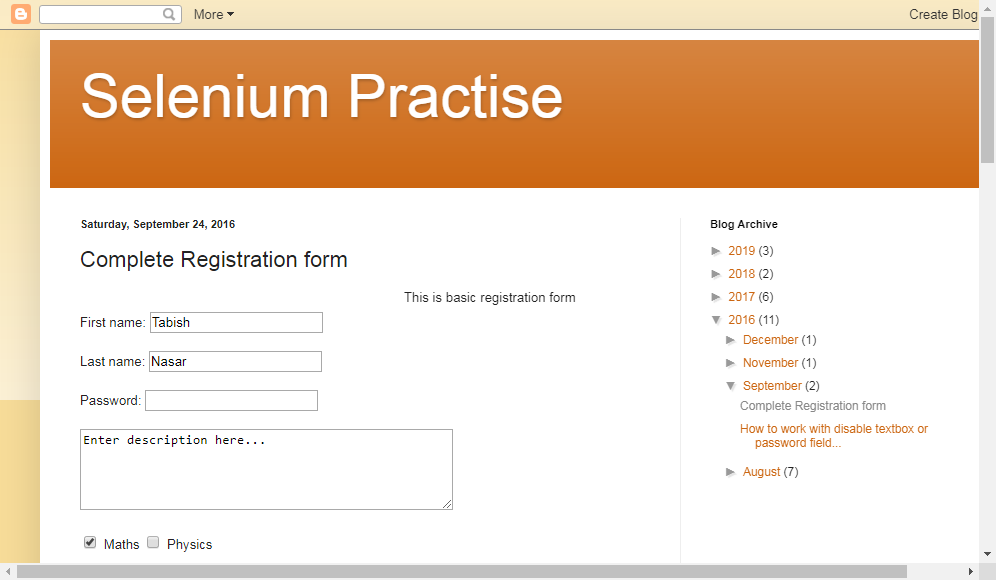 More
Create Blog
Selenium Practise
Saturday, September 24, 2016
Complete Registration form
This is basic registration form
First name: Tabish
Last name: Nasar
Password:
Enter description here...
Maths Physics
Blog Archive
► 2019 (3)
► 2018 (2)
► 2017 (6)
▼ 2016 (11)
► December (1)
► November (1)
▼ September (2)
Complete Registration form
How to work with disable textbox or
password field...
► August (7)